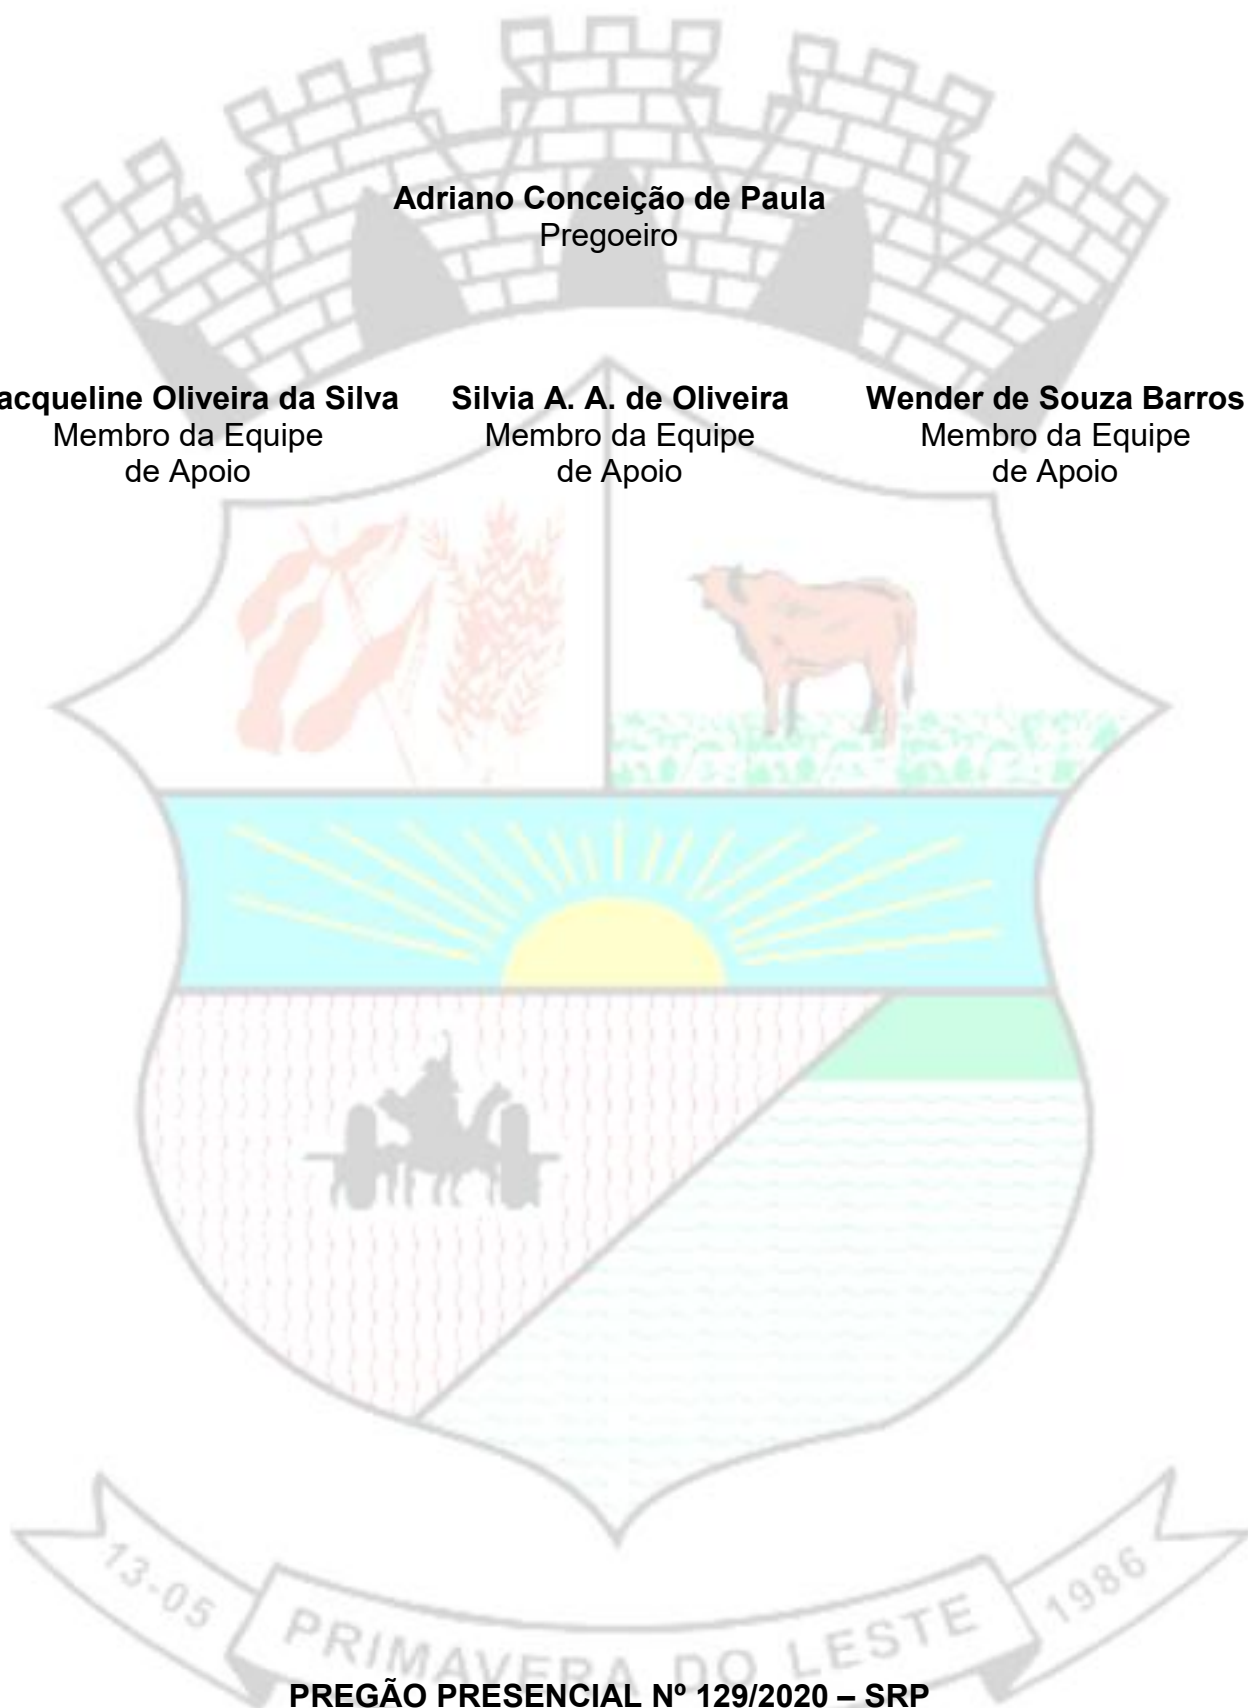 Adriano Conceição de Paula
Pregoeiro
acqueline Oliveira da Silva Silvia A. A. de Oliveira Wender de Souza Barros
Membro da Equipe Membro da Equipe Membro da Equipe
de Apoio de Apoio de Apoio
13-05 PRIMAVERA DO LESTE 1986
PREGÃO PRESENCIAL Nº 129/2020 – SRP